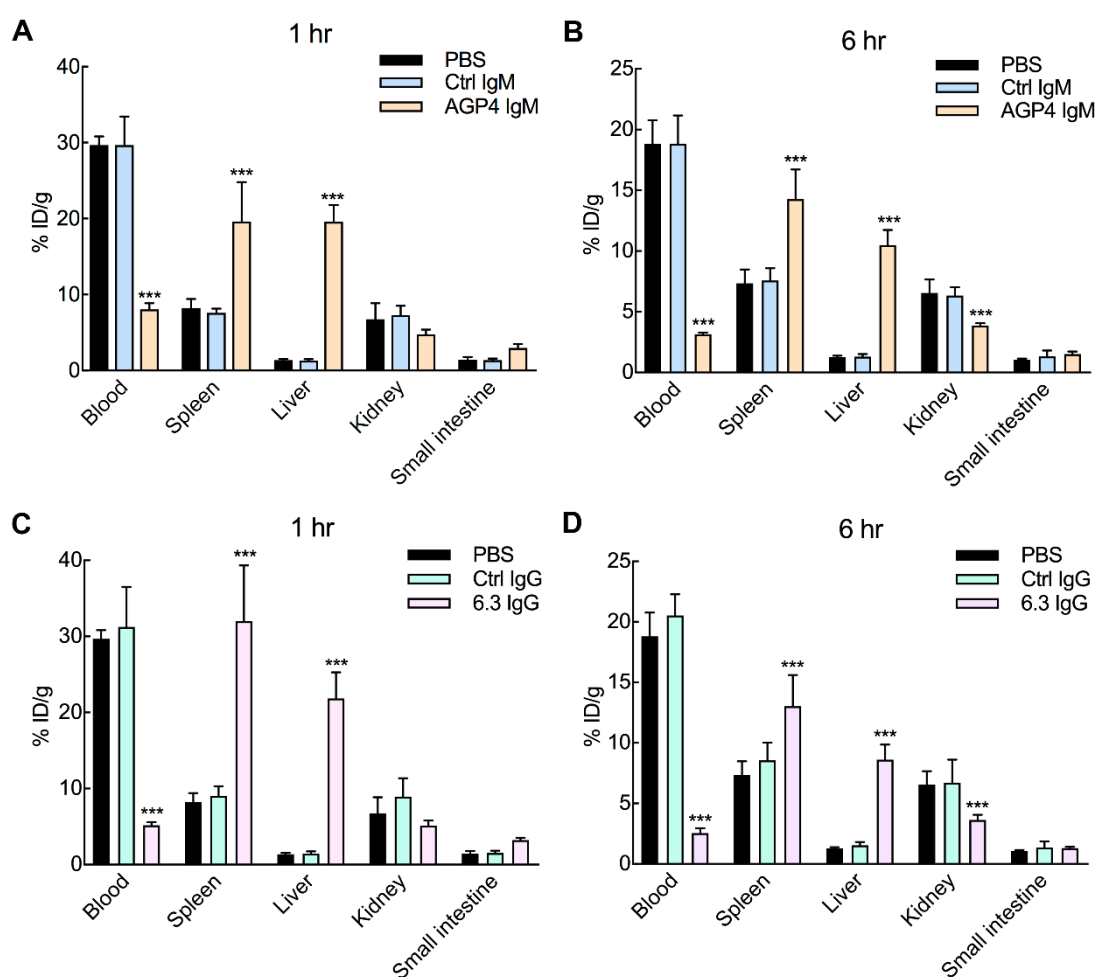 A
1 hr
PBS
Ctrl IgM
AGP4 IgM
% ID/g
40
30
20
10
0
***
***
***
Blood
Spleen
Liver
Kidney
Small intestine
B
6 hr
PBS
Ctrl IgM
AGP4 IgM
% ID/g
25
20
15
10
5
0
***
***
***
***
Blood
Spleen
Liver
Kidney
Small intestine
C
1 hr
PBS
Ctrl IgG
6.3 IgG
% ID/g
40
30
20
10
0
***
***
***
Blood
Spleen
Liver
Kidney
Small intestine
D
6 hr
PBS
Ctrl IgG
6.3 IgG
% ID/g
25
20
15
10
5
0
***
***
***
***
Blood
Spleen
Liver
Kidney
Small intestine